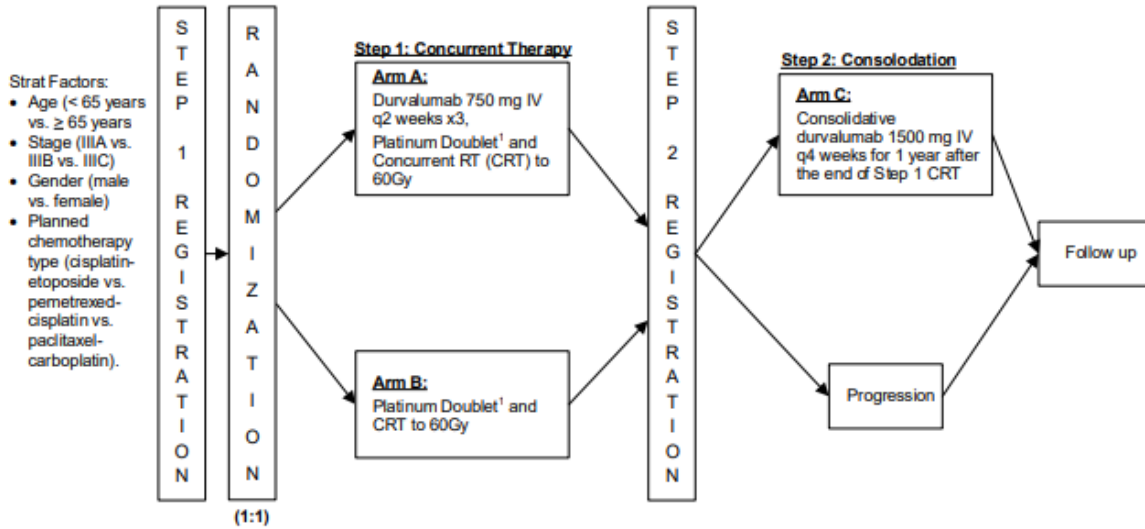 Strat Factors:
• Age (< 65 years
vs. ≥ 65 years
• Stage (IIIA vs.
IIIB vs. IIIC)
• Gender (male
vs. female)
• Planned
chemotherapy
type (cisplatin-
etoposide vs.
pemetrexed-
cisplatin vs.
paclitaxel-
carboplatin).
STEP 1 REGISTRATION
RANDOMIZATION
(1:1)
Step 1: Concurrent Therapy
Arm A:
Durvalumab 750 mg IV
q2 weeks x3,
Platinum Doublet¹ and
Concurrent RT (CRT) to
60Gy
Arm B:
Platinum Doublet¹ and
CRT to 60Gy
STEP 2 REGISTRATION
Step 2: Consolodation
Arm C:
Consolidative
durvalumab 1500 mg IV
q4 weeks for 1 year after
the end of Step 1 CRT
Progression
Follow up